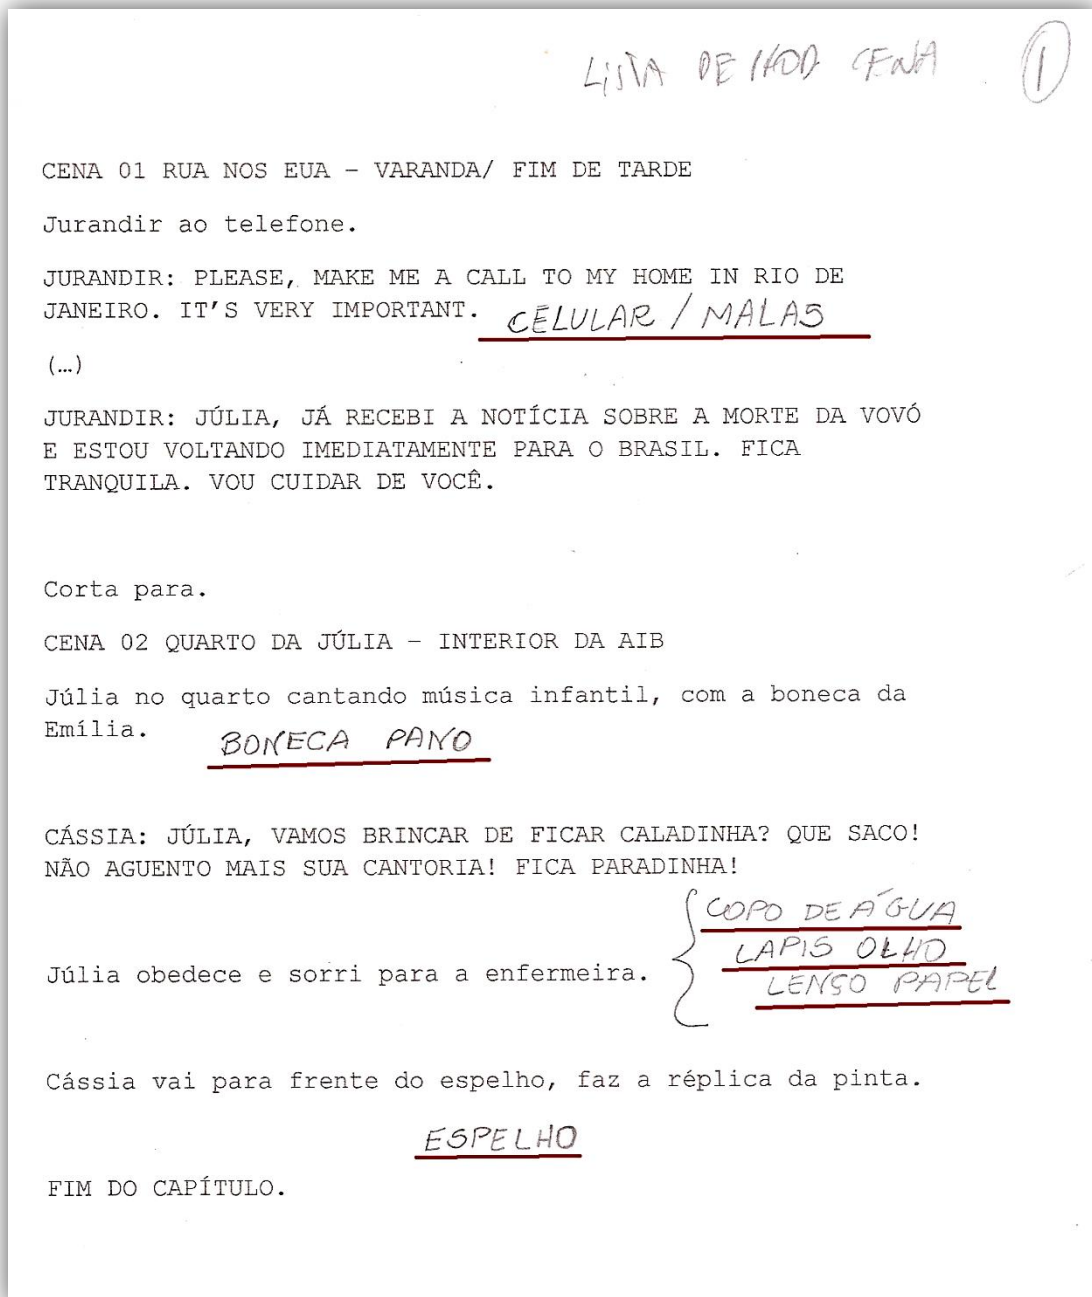 LISTA DE CENA 1
CENA 01 RUA NOS EUA – VARANDA/ FIM DE TARDE
Jurandir ao telefone.
JURANDIR: PLEASE, MAKE ME A CALL TO MY HOME IN RIO DE
JANEIRO. IT'S VERY IMPORTANT. CELULAR / MALAS
(…)
JURANDIR: JÚLIA, JÁ RECEBI A NOTÍCIA SOBRE A MORTE DA VOVÓ
E ESTOU VOLTANDO IMEDIATAMENTE PARA O BRASIL. FICA
TRANQUILA. VOU CUIDAR DE VOCÊ.
Corta para.
CENA 02 QUARTO DA JÚLIA – INTERIOR DA AIB
Júlia no quarto cantando música infantil, com a boneca da
Emília. BONECA PANO
CÁSSIA: JÚLIA, VAMOS BRINCAR DE FICAR CALADINHA? QUE SACO!
NÃO AGUENTO MAIS SUA CANTORIA! FICA PARADINHA!
COPO DE ÁGUA
LAPIS OLHO
Júlia obedece e sorri para a enfermeira. LENÇO PAPEL
Cássia vai para frente do espelho, faz a réplica da pinta.
ESPELHO
FIM DO CAPÍTULO.